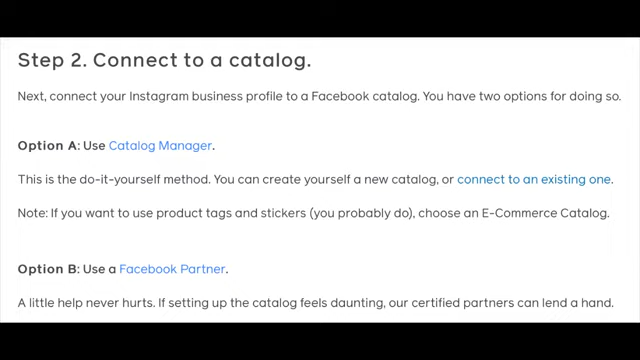 Step 2. Connect to a catalog.
Next, connect your Instagram business profile to a Facebook catalog. You have two options for doing so.
Option A: Use Catalog Manager.
This is the do-it-yourself method. You can create yourself a new catalog, or connect to an existing one.
Note: If you want to use product tags and stickers (you probably do), choose an E-Commerce Catalog.
Option B: Use a Facebook Partner.
A little help never hurts. If setting up the catalog feels daunting, our certified partners can lend a hand.